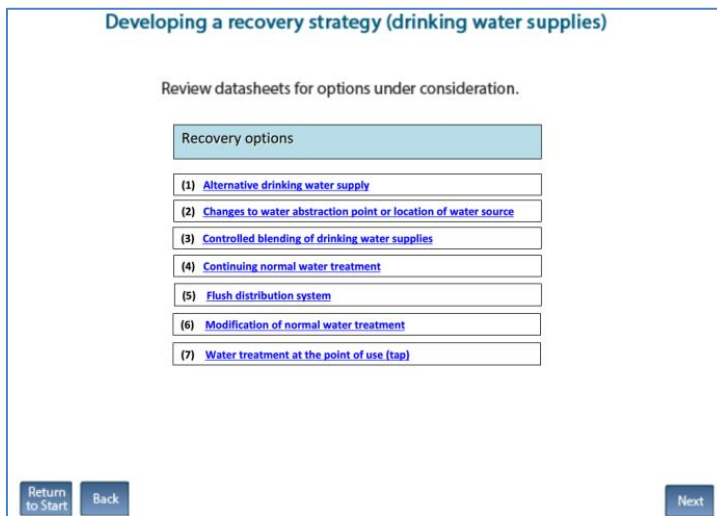 Developing a recovery strategy (drinking water supplies)
Review datasheets for options under consideration.
Recovery options
(1) Alternative drinking water supply
(2) Changes to water abstraction point or location of water source
(3) Controlled blending of drinking water supplies
(4) Continuing normal water treatment
(5) Flush distribution system
(6) Modification of normal water treatment
(7) Water treatment at the point of use (tap)
Return
to Start
Back
Next